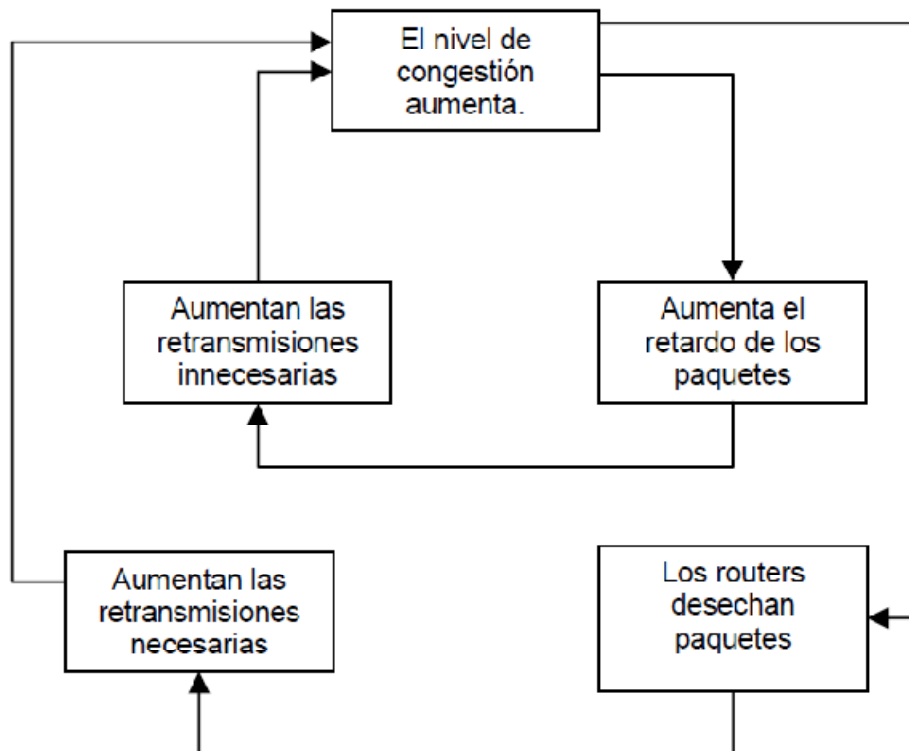 El nivel de
congestión
aumenta.
Aumentan las
retransmisiones
innecesarias
Aumenta el
retardo de los
paquetes
Aumentan las
retransmisiones
necesarias
Los routers
desechan
paquetes